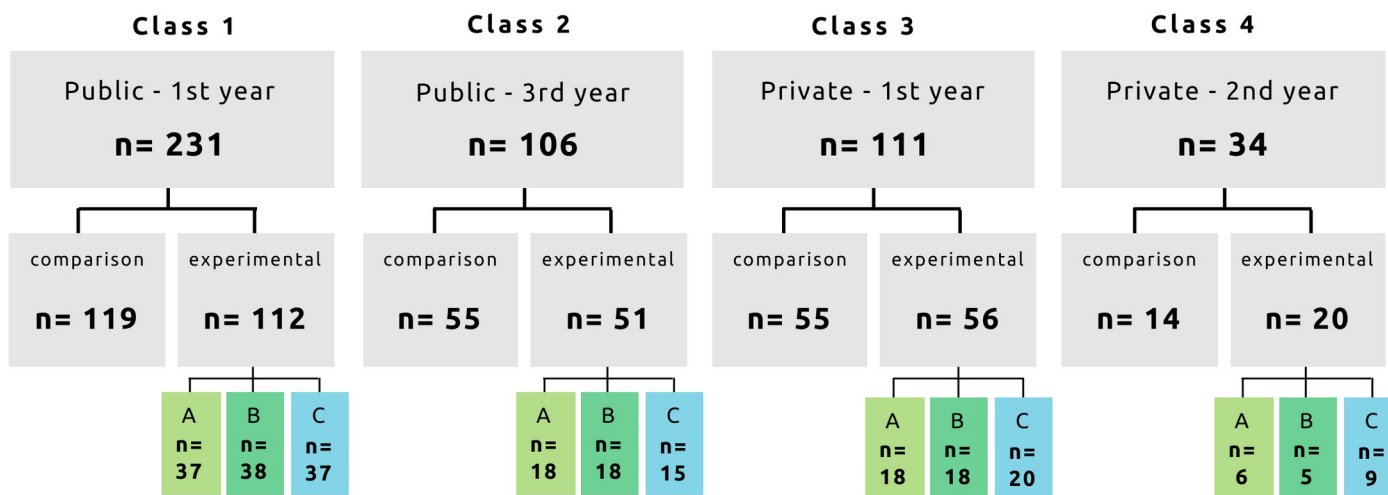 Class 1
Public - 1st year
n= 231
comparison
n= 119
experimental
n= 112
A
n=
37
B
n=
38
C
n=
37
Class 2
Public - 3rd year
n= 106
comparison
n= 55
experimental
n= 51
A
n=
18
B
n=
18
C
n=
15
Class 3
Private - 1st year
n= 111
comparison
n= 55
experimental
n= 56
A
n=
18
B
n=
18
C
n=
20
Class 4
Private - 2nd year
n= 34
comparison
n= 14
experimental
n= 20
A
n=
6
B
n=
5
C
n=
9